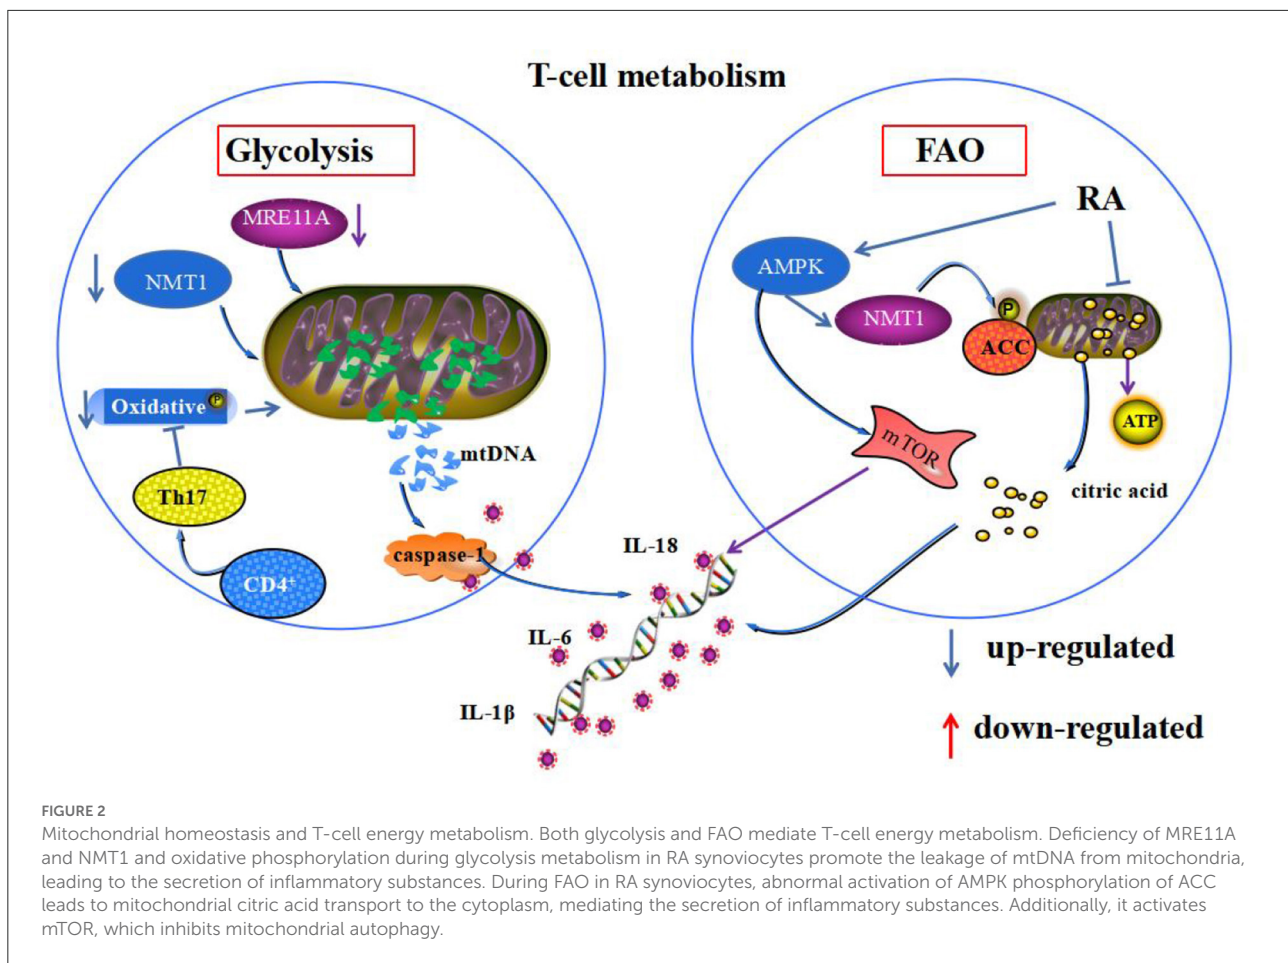 T-cell metabolism
Glycolysis
MRE11A
NMT1
Oxidative
P
Th17
CD4+
mtDNA
caspase-1
FAO
RA
AMPK
NMT1
P
ACC
ATP
mTOR
citric acid
IL-18
IL-6
IL-1β
up-regulated
down-regulated
FIGURE 2
Mitochondrial homeostasis and T-cell energy metabolism. Both glycolysis and FAO mediate T-cell energy metabolism. Deficiency of MRE11A
and NMT1 and oxidative phosphorylation during glycolysis metabolism in RA synoviocytes promote the leakage of mtDNA from mitochondria,
leading to the secretion of inflammatory substances. During FAO in RA synoviocytes, abnormal activation of AMPK phosphorylation of ACC
leads to mitochondrial citric acid transport to the cytoplasm, mediating the secretion of inflammatory substances. Additionally, it activates
mTOR, which inhibits mitochondrial autophagy.